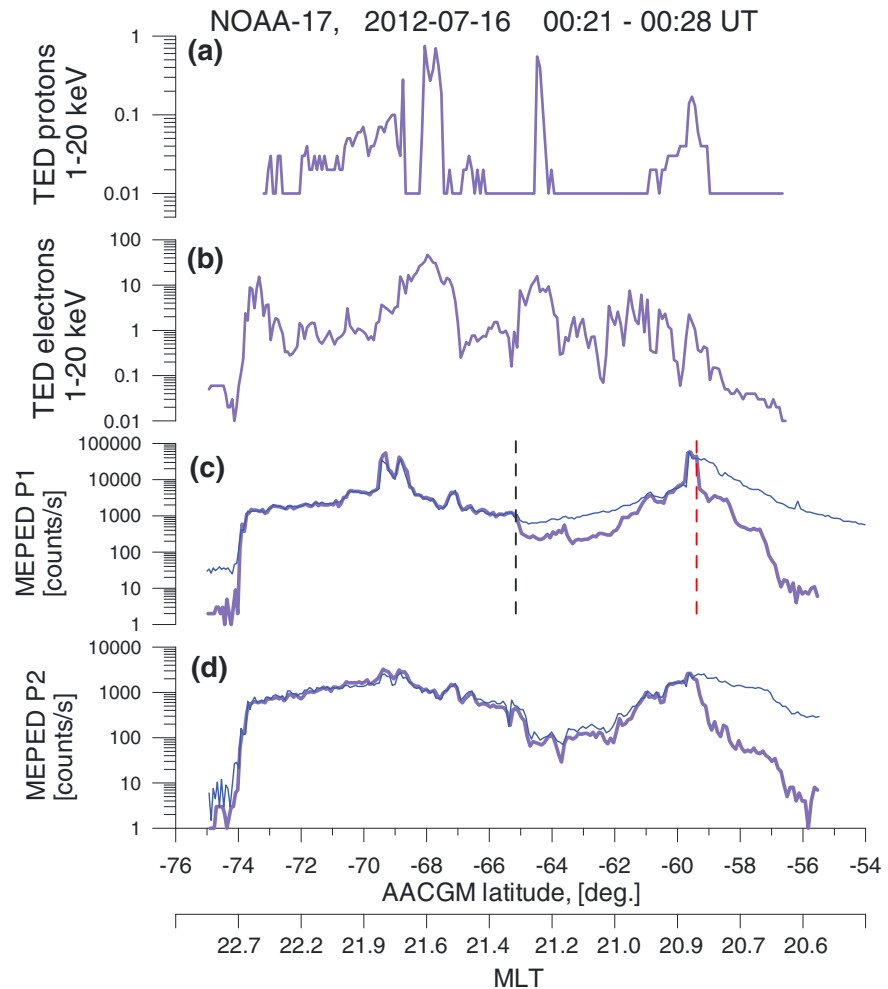 NOAA-17, 2012-07-16 00:21 - 00:28 UT
(a)
TED protons
1-20 keV
1
0.1
0.01
(b)
TED electrons
1-20 keV
100
10
1
0.1
0.01
(c)
MEPED P1
[counts/s]
100000
10000
1000
100
10
1
(d)
MEPED P2
[counts/s]
10000
1000
100
10
1
-76 -74 -72 -70 -68 -66 -64 -62 -60 -58 -56 -54
AACGM latitude, [deg.]
22.7 22.2 21.9 21.6 21.4 21.2 21.0 20.9 20.7 20.6
MLT